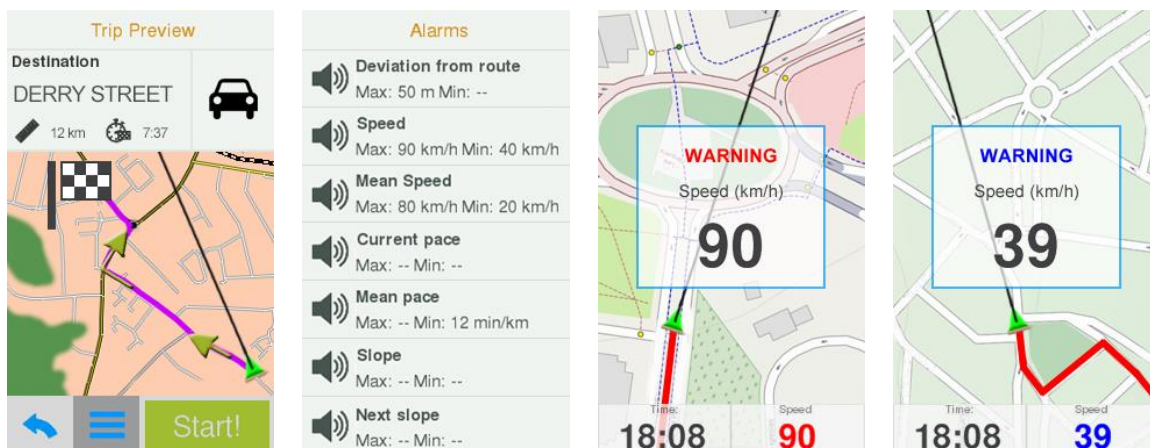 Trip Preview
Destination
DERRY STREET
12 km 7:37
Start!
Alarms
Deviation from route
Max: 50 m Min: --
Speed
Max: 90 km/h Min: 40 km/h
Mean Speed
Max: 80 km/h Min: 20 km/h
Current pace
Max: -- Min: --
Mean pace
Max: -- Min: 12 min/km
Slope
Max: -- Min: --
Next slope
Max: -- Min: --
WARNING
Speed (km/h)
90
Time: Speed
18:08 90
WARNING
Speed (km/h)
39
Time: Speed
18:08 39